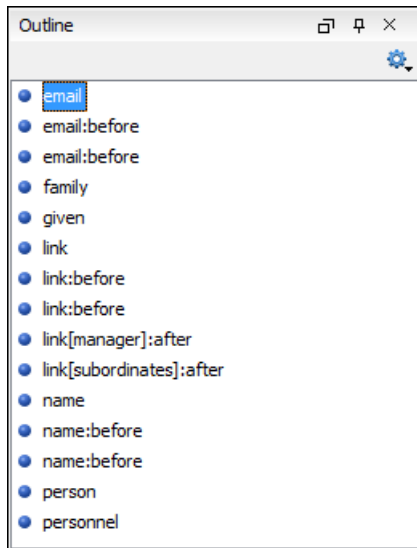 Outline
email
email:before
email:before
family
given
link
link:before
link:before
link[manager]:after
link[subordinates]:after
name
name:before
name:before
person
personnel